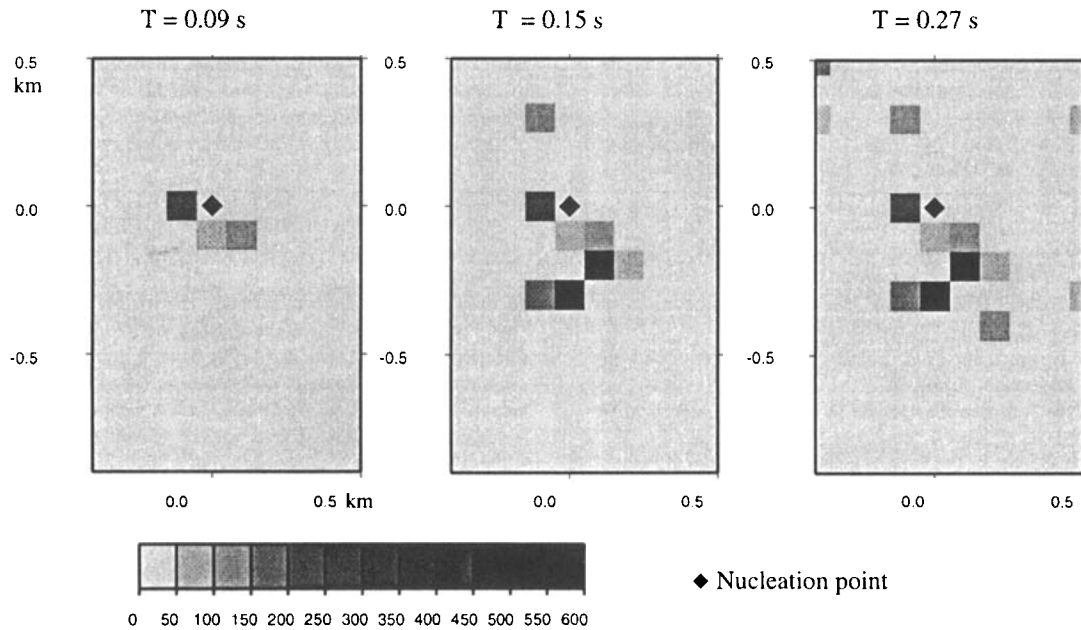 T = 0.09 s T = 0.15 s T = 0.27 s
0.5 0.5 0.5
km
0.0 0.0 0.0
-0.5 -0.5 -0.5
0.0 0.5 km 0.0 0.5 0.0 0.5
◆ Nucleation point
0 50 100 150 200 250 300 350 400 450 550 600